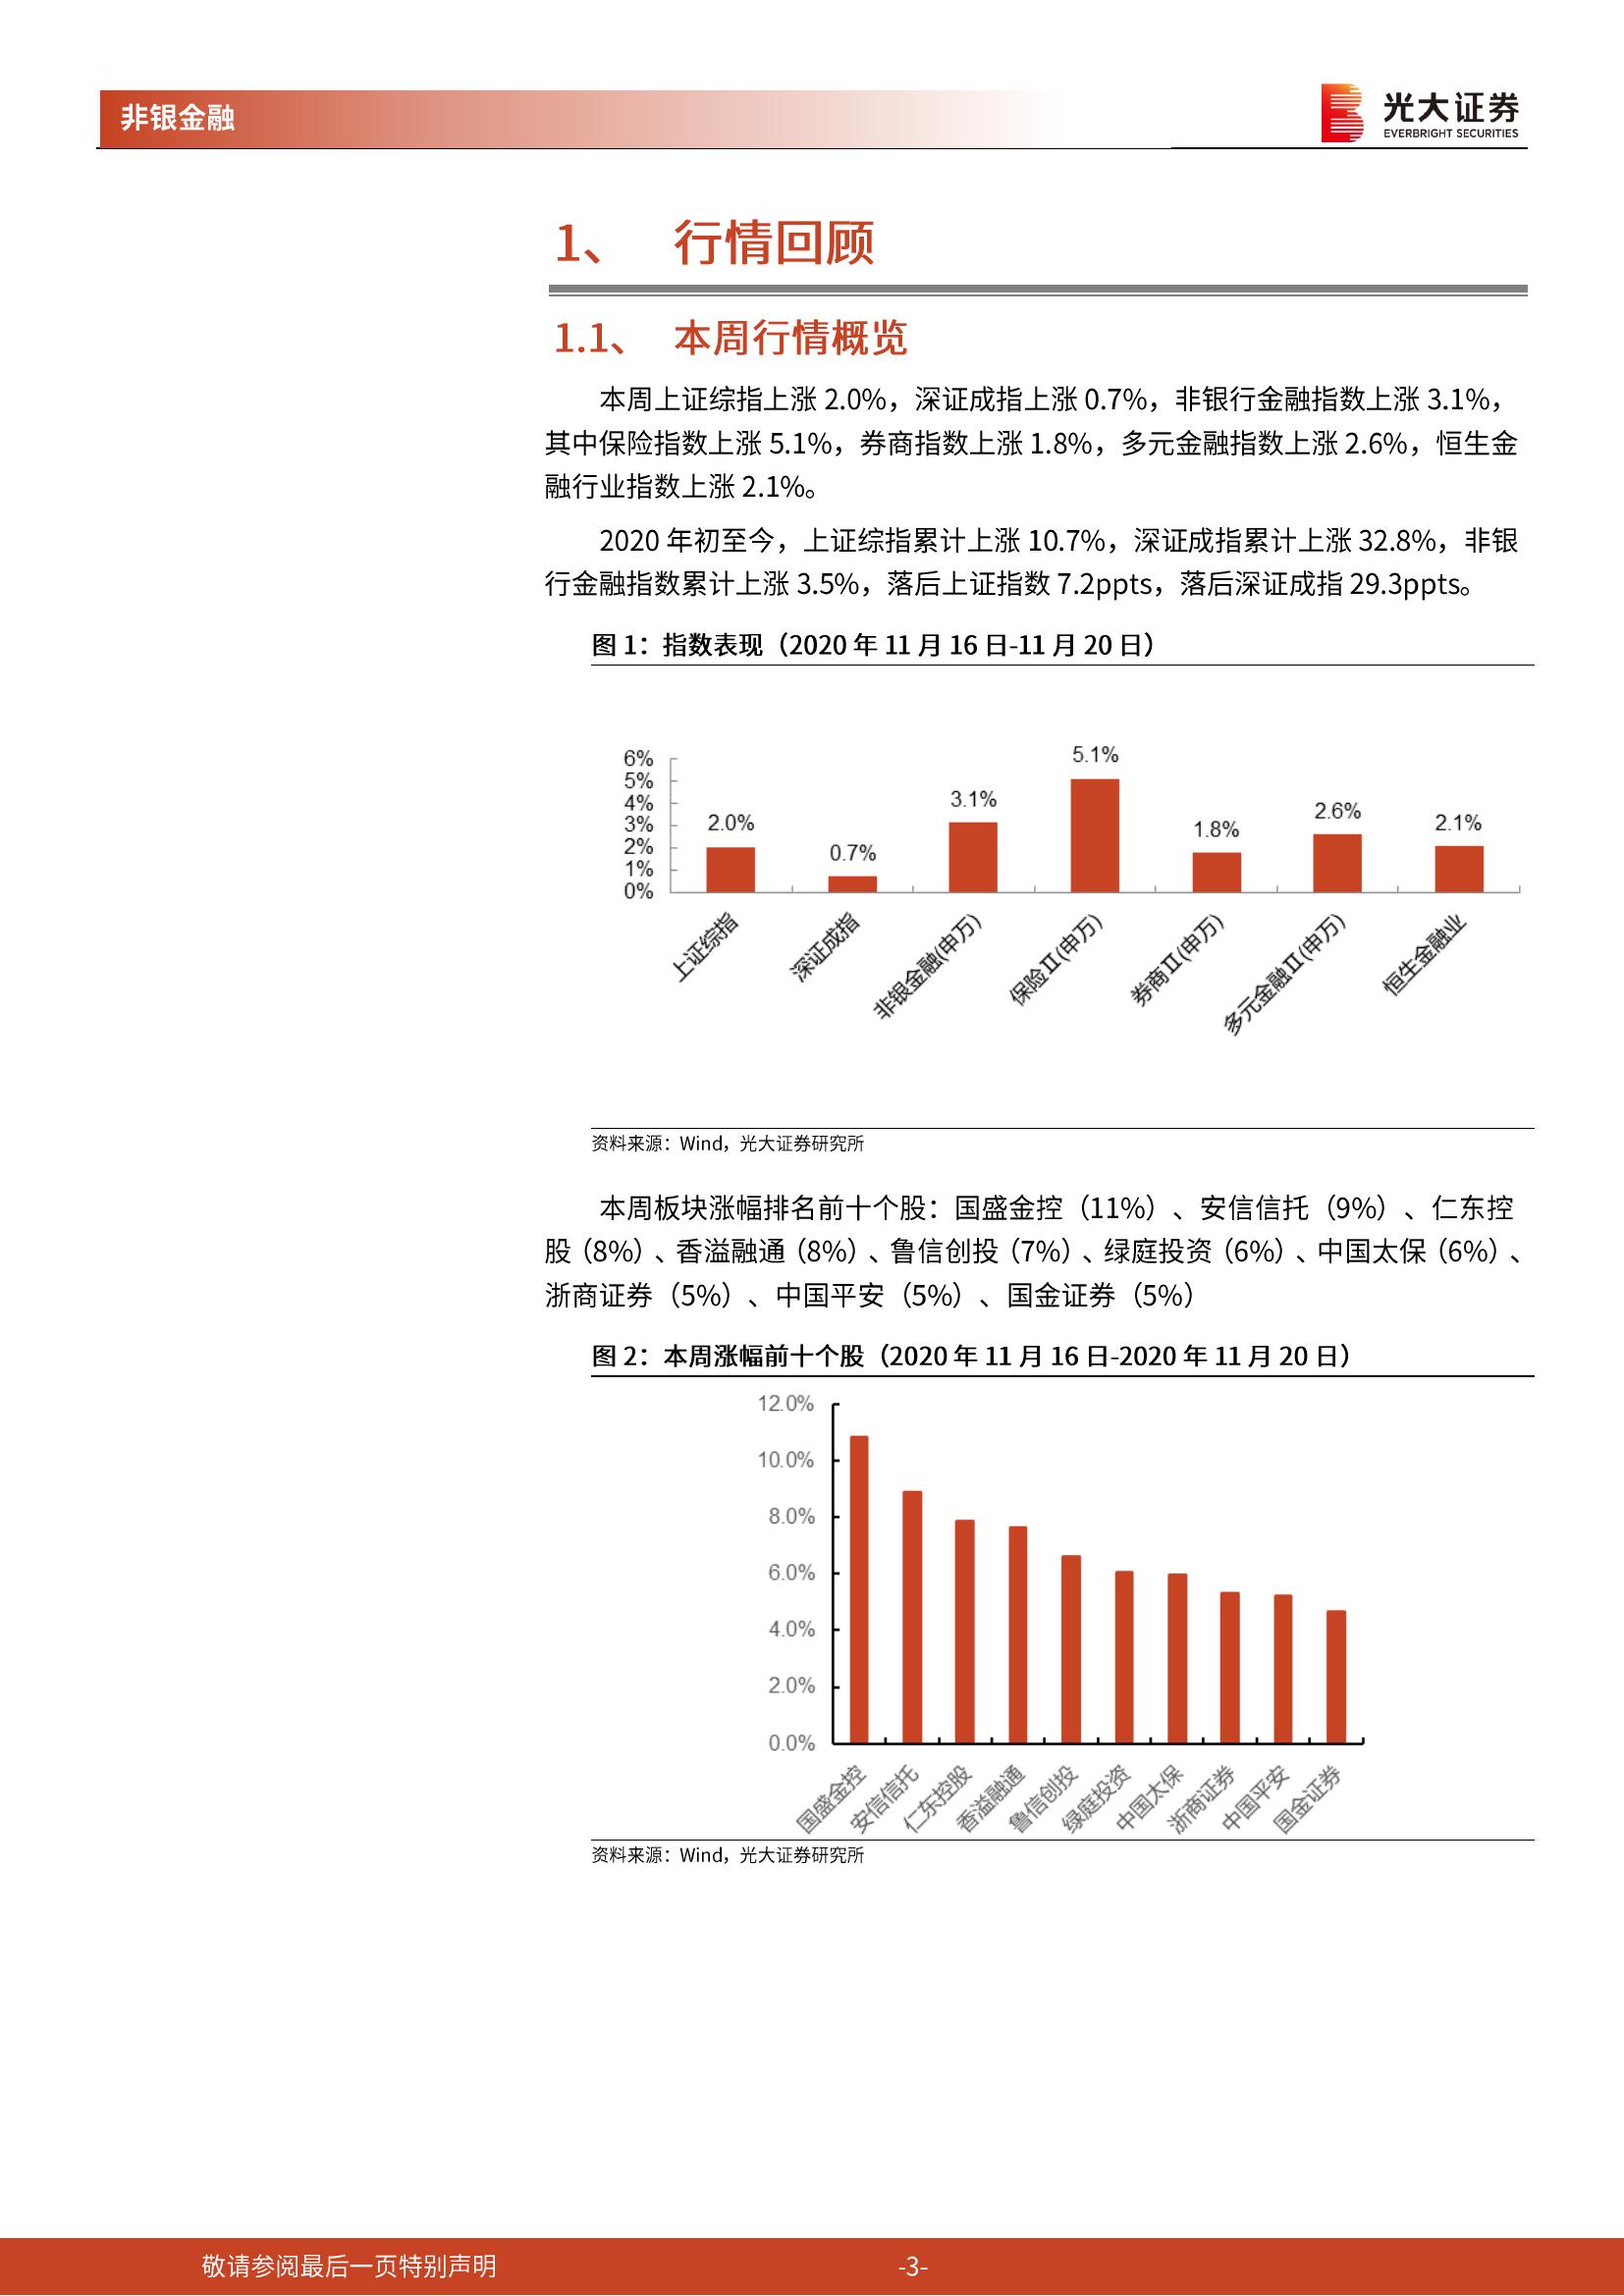 非银金融
光大证券
EVERBRIGHT SECURITIES
1、 行情回顾
1.1、 本周行情概览
本周上证综指上涨 2.0%，深证成指上涨 0.7%，非银行金融指数上涨 3.1%，
其中保险指数上涨 5.1%，券商指数上涨 1.8%，多元金融指数上涨 2.6%，恒生金
融行业指数上涨 2.1%。
2020 年初至今，上证综指累计上涨 10.7%，深证成指累计上涨 32.8%，非银
行金融指数累计上涨 3.5%，落后上证指数 7.2ppts，落后深证成指 29.3ppts。
图 1：指数表现（2020 年 11 月 16 日-11 月 20 日）
6%
5%
4%
3%
2%
1%
0%
2.0%
0.7%
3.1%
5.1%
1.8%
2.6%
2.1%
上证综指
深证成指
非银金融(申万)
保险Ⅱ(申万)
券商Ⅱ(申万)
多元金融Ⅱ(申万)
恒生金融业
资料来源：Wind，光大证券研究所
本周板块涨幅排名前十个股：国盛金控（11%）、安信信托（9%）、仁东控
股（8%）、香溢融通（8%）、鲁信创投（7%）、绿庭投资（6%）、中国太保（6%）、
浙商证券（5%）、中国平安（5%）、国金证券（5%）
图 2：本周涨幅前十个股（2020 年 11 月 16 日-2020 年 11 月 20 日）
12.0%
10.0%
8.0%
6.0%
4.0%
2.0%
0.0%
国盛金控
安信信托
仁东控股
香溢融通
鲁信创投
绿庭投资
中国太保
浙商证券
中国平安
国金证券
资料来源：Wind，光大证券研究所
敬请参阅最后一页特别声明
-3-